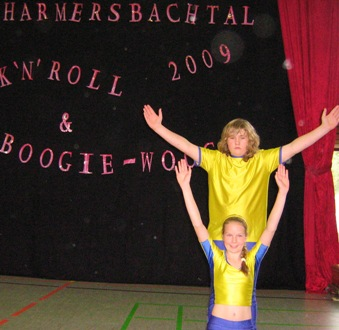 HARMERSBACHTAL
K'N'ROLL 2009
&
BOOGIE-WO